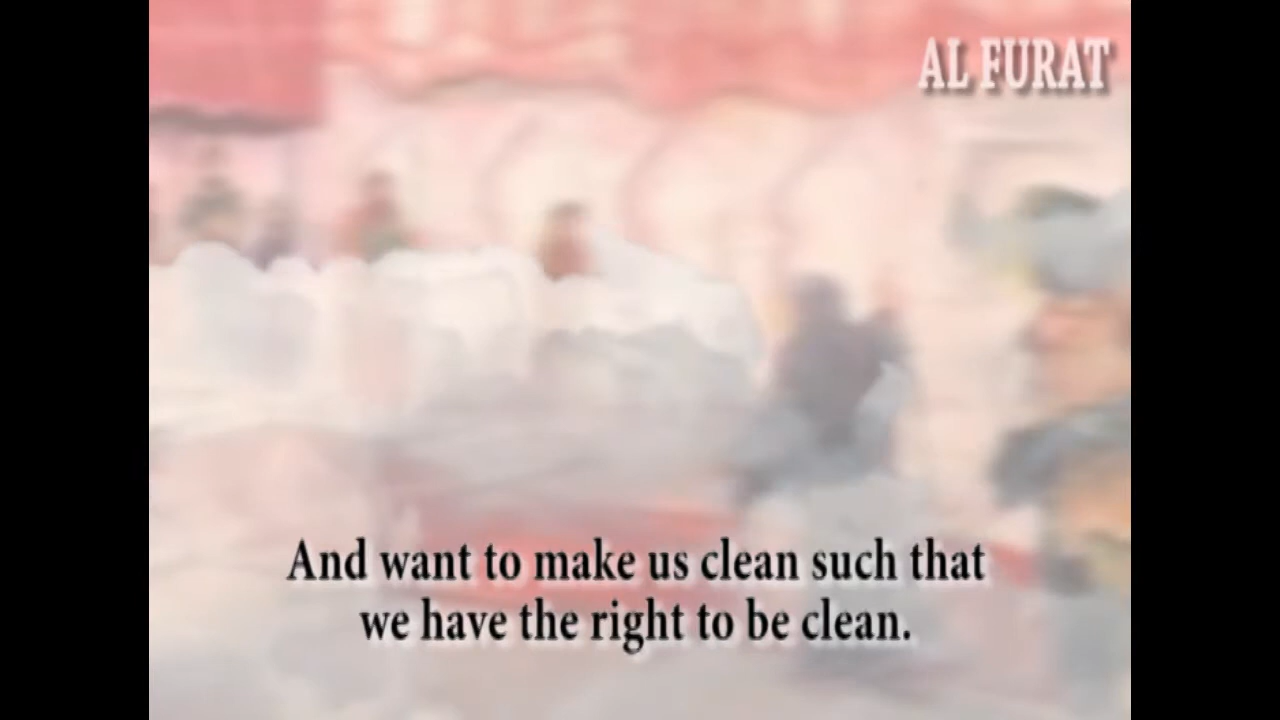 AL FURAT
And want to make us clean such that
we have the right to be clean.